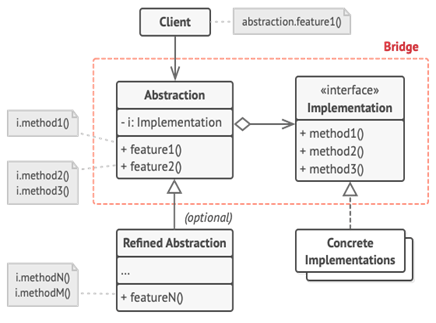 Client
abstraction.feature1()
Bridge
Abstraction
- i: Implementation
+ feature1()
+ feature2()
«interface»
Implementation
+ method1()
+ method2()
+ method3()
i.method1()
i.method2()
i.method3()
(optional)
Refined Abstraction
...
+ featureN()
Concrete
Implementations
i.methodN()
i.methodM()